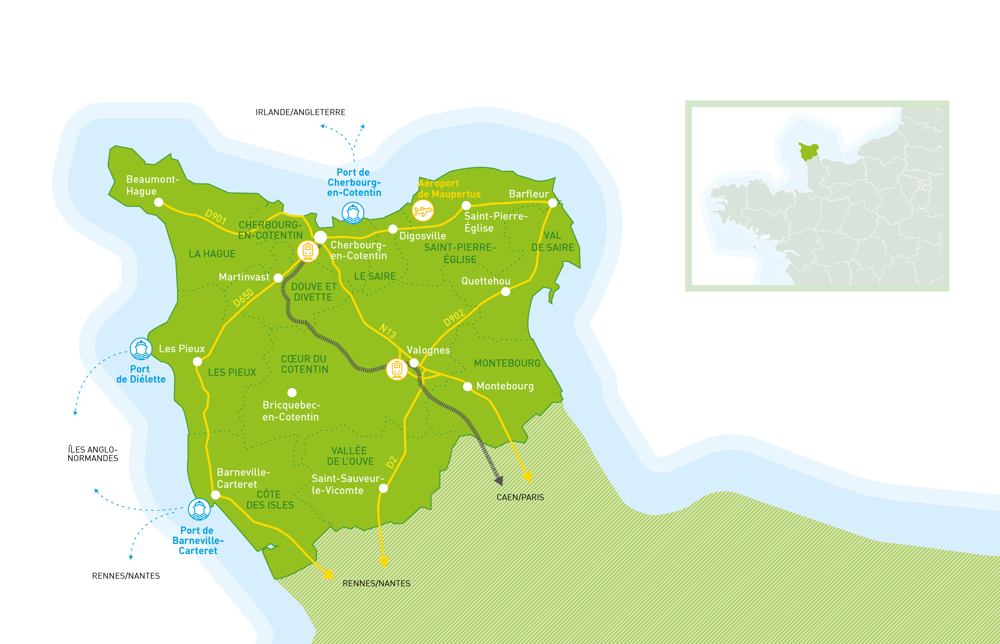 IRLANDE/ANGLETERRE
Port de
Cherbourg-
en-Cotentin
Aéroport
de Maupertus
Beaumont-
Hague
Barfleur
D901
Saint-Pierre-
Église
CHERBOURG-
EN-COTENTIN
Digosville
VAL
DE SAIRE
Cherbourg-
en-Cotentin
SAINT-PIERRE-
ÉGLISE
LA HAGUE
Martinvast
LE SAIRE
Quettehou
DOUVE ET
DIVETTE
D650
D902
N13
Les Pieux
Valognes
Port
de Diélette
LES PIEUX
CŒUR DU
COTENTIN
MONTEBOURG
Montebourg
Bricquebec-
en-Cotentin
ÎLES ANGLO-
NORMANDES
VALLÉE
DE L'OUVE
D2
Barneville-
Carteret
Saint-Sauveur-
le-Vicomte
CÔTE
DES ISLES
CAEN/PARIS
Port de
Barneville-
Carteret
RENNES/NANTES
RENNES/NANTES